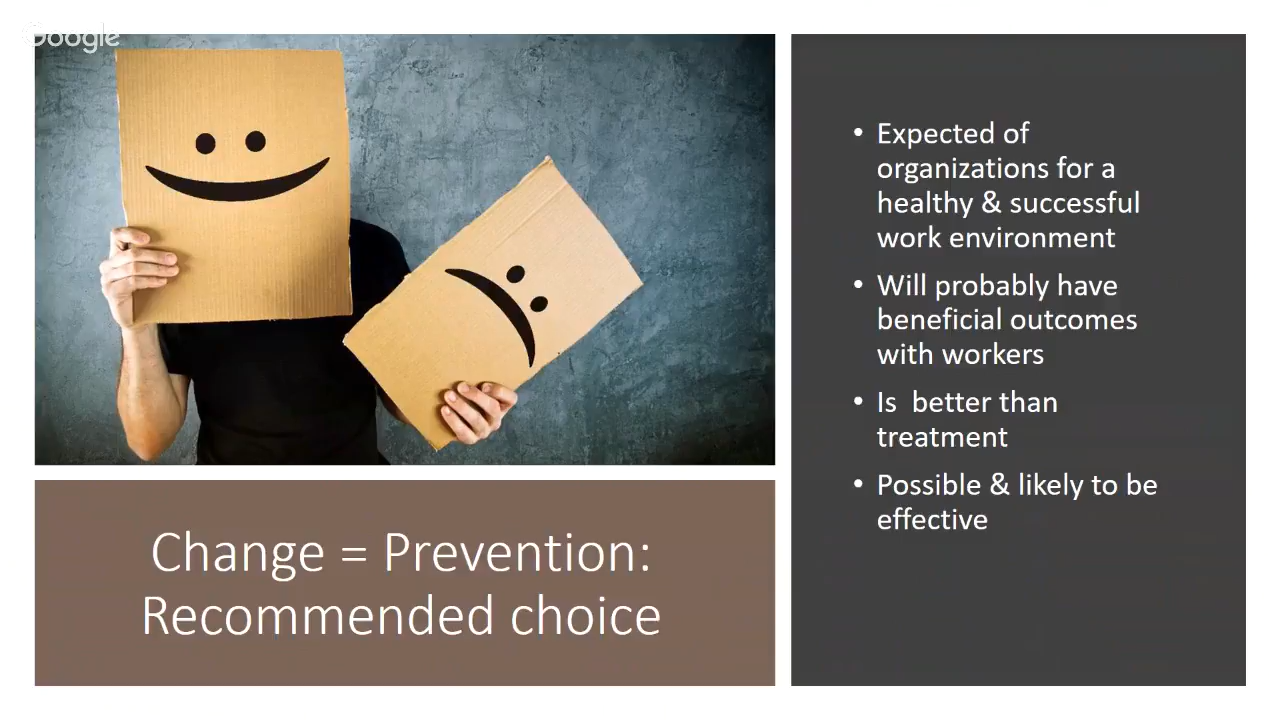 Google
Change = Prevention:
Recommended choice
• Expected of
organizations for a
healthy & successful
work environment
• Will probably have
beneficial outcomes
with workers
• Is  better than
treatment
• Possible & likely to be
effective